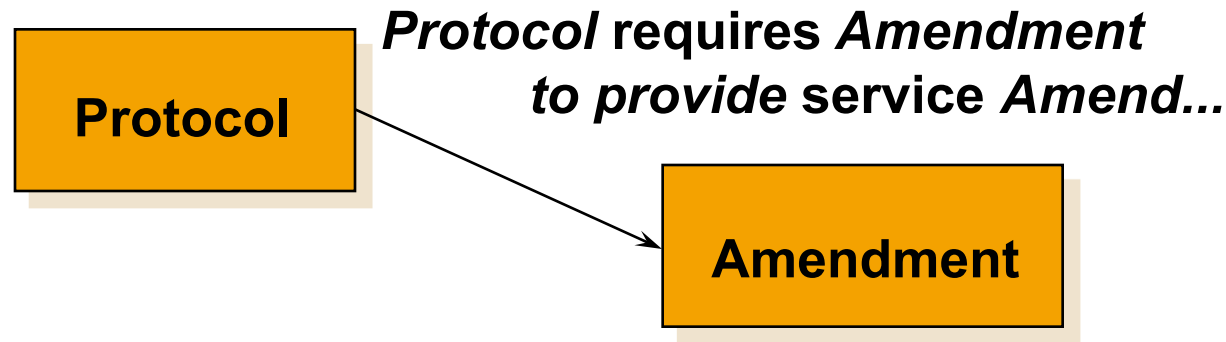 Protocol requires Amendment
to provide service Amend...
Protocol
Amendment